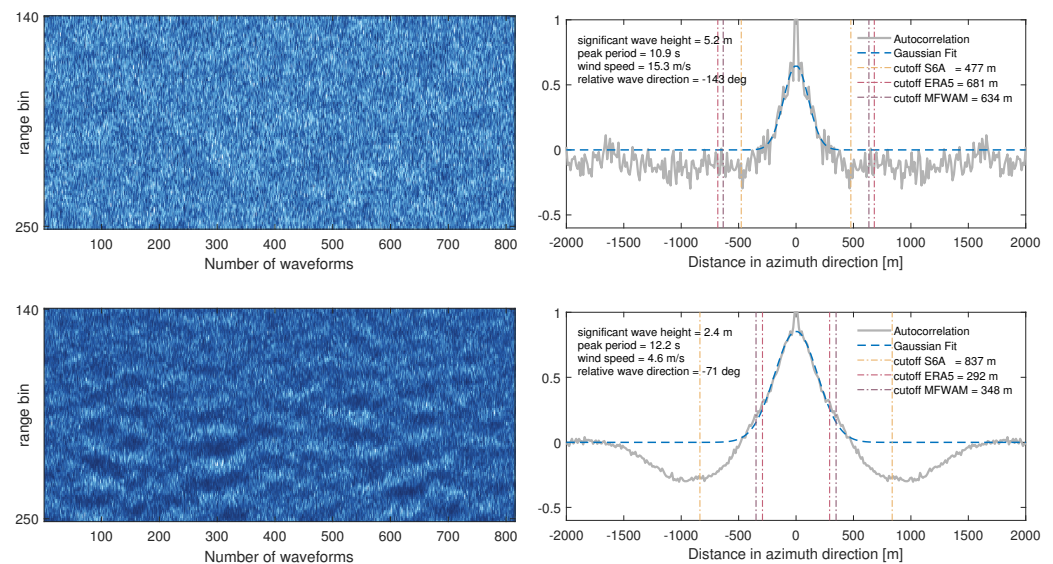 140
range bin
250
100 200 300 400 500 600 700 800
Number of waveforms
significant wave height = 5.2 m
peak period = 10.9 s
wind speed = 15.3 m/s
relative wave direction = -143 deg
Autocorrelation
Gaussian Fit
cutoff S6A = 477 m
cutoff ERA5 = 681 m
cutoff MFWAM = 634 m
1
0.5
0
-0.5
-2000 -1500 -1000 -500 0 500 1000 1500 2000
Distance in azimuth direction [m]
140
range bin
250
100 200 300 400 500 600 700 800
Number of waveforms
significant wave height = 2.4 m
peak period = 12.2 s
wind speed = 4.6 m/s
relative wave direction = -71 deg
Autocorrelation
Gaussian Fit
cutoff S6A = 837 m
cutoff ERA5 = 292 m
cutoff MFWAM = 348 m
1
0.5
0
-0.5
-2000 -1500 -1000 -500 0 500 1000 1500 2000
Distance in azimuth direction [m]